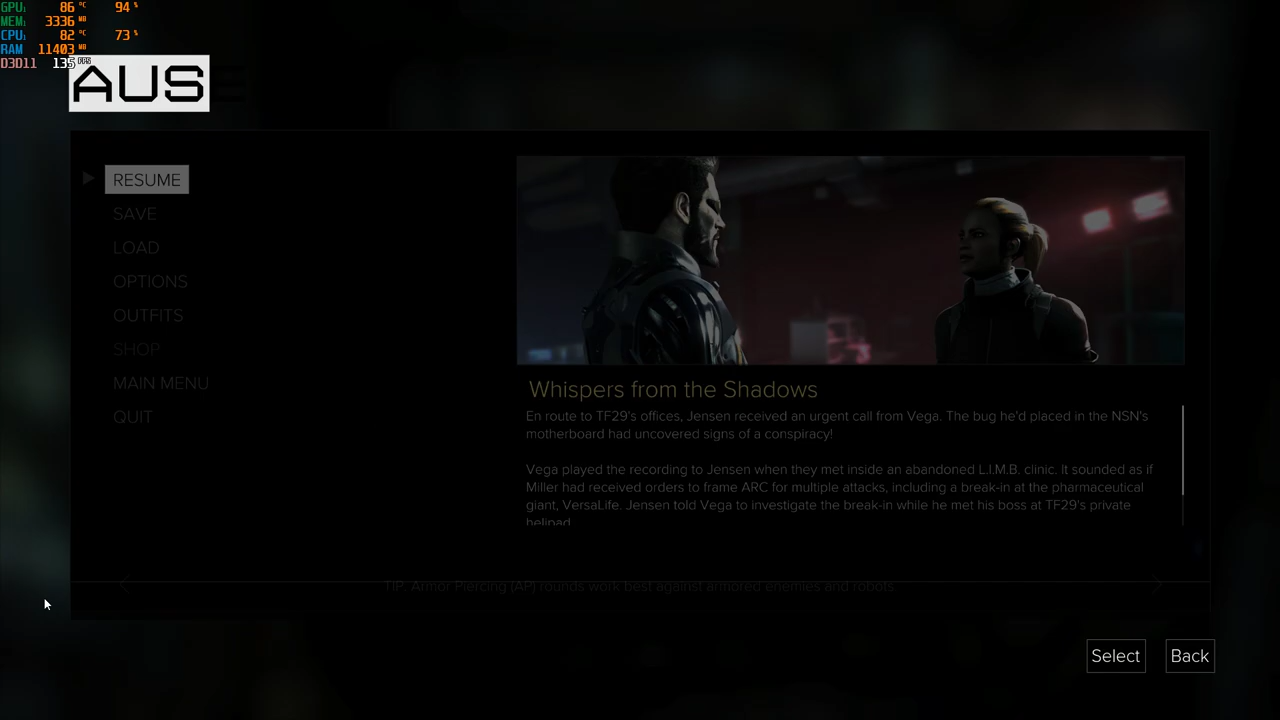 GPU: 86 °C 94 %
MEM: 3336 MB
CPU: 82 °C 73 %
RAM 11403 MB
D3D11 135 FPS
AUSE
RESUME
SAVE
LOAD
OPTIONS
OUTFITS
SHOP
MAIN MENU
QUIT
Whispers from the Shadows
En route to TF29's offices, Jensen received an urgent call from Vega. The bug he'd placed in the NSN's
motherboard had uncovered signs of a conspiracy!
Vega played the recording to Jensen when they met inside an abandoned L.I.M.B. clinic. It sounded as if
Miller had received orders to frame ARC for multiple attacks, including a break-in at the pharmaceutical
giant, VersaLife. Jensen told Vega to investigate the break-in while he met his boss at TF29's private
helipad.
TIP: Armor Piercing (AP) rounds work best against armored enemies and robots.
Select Back